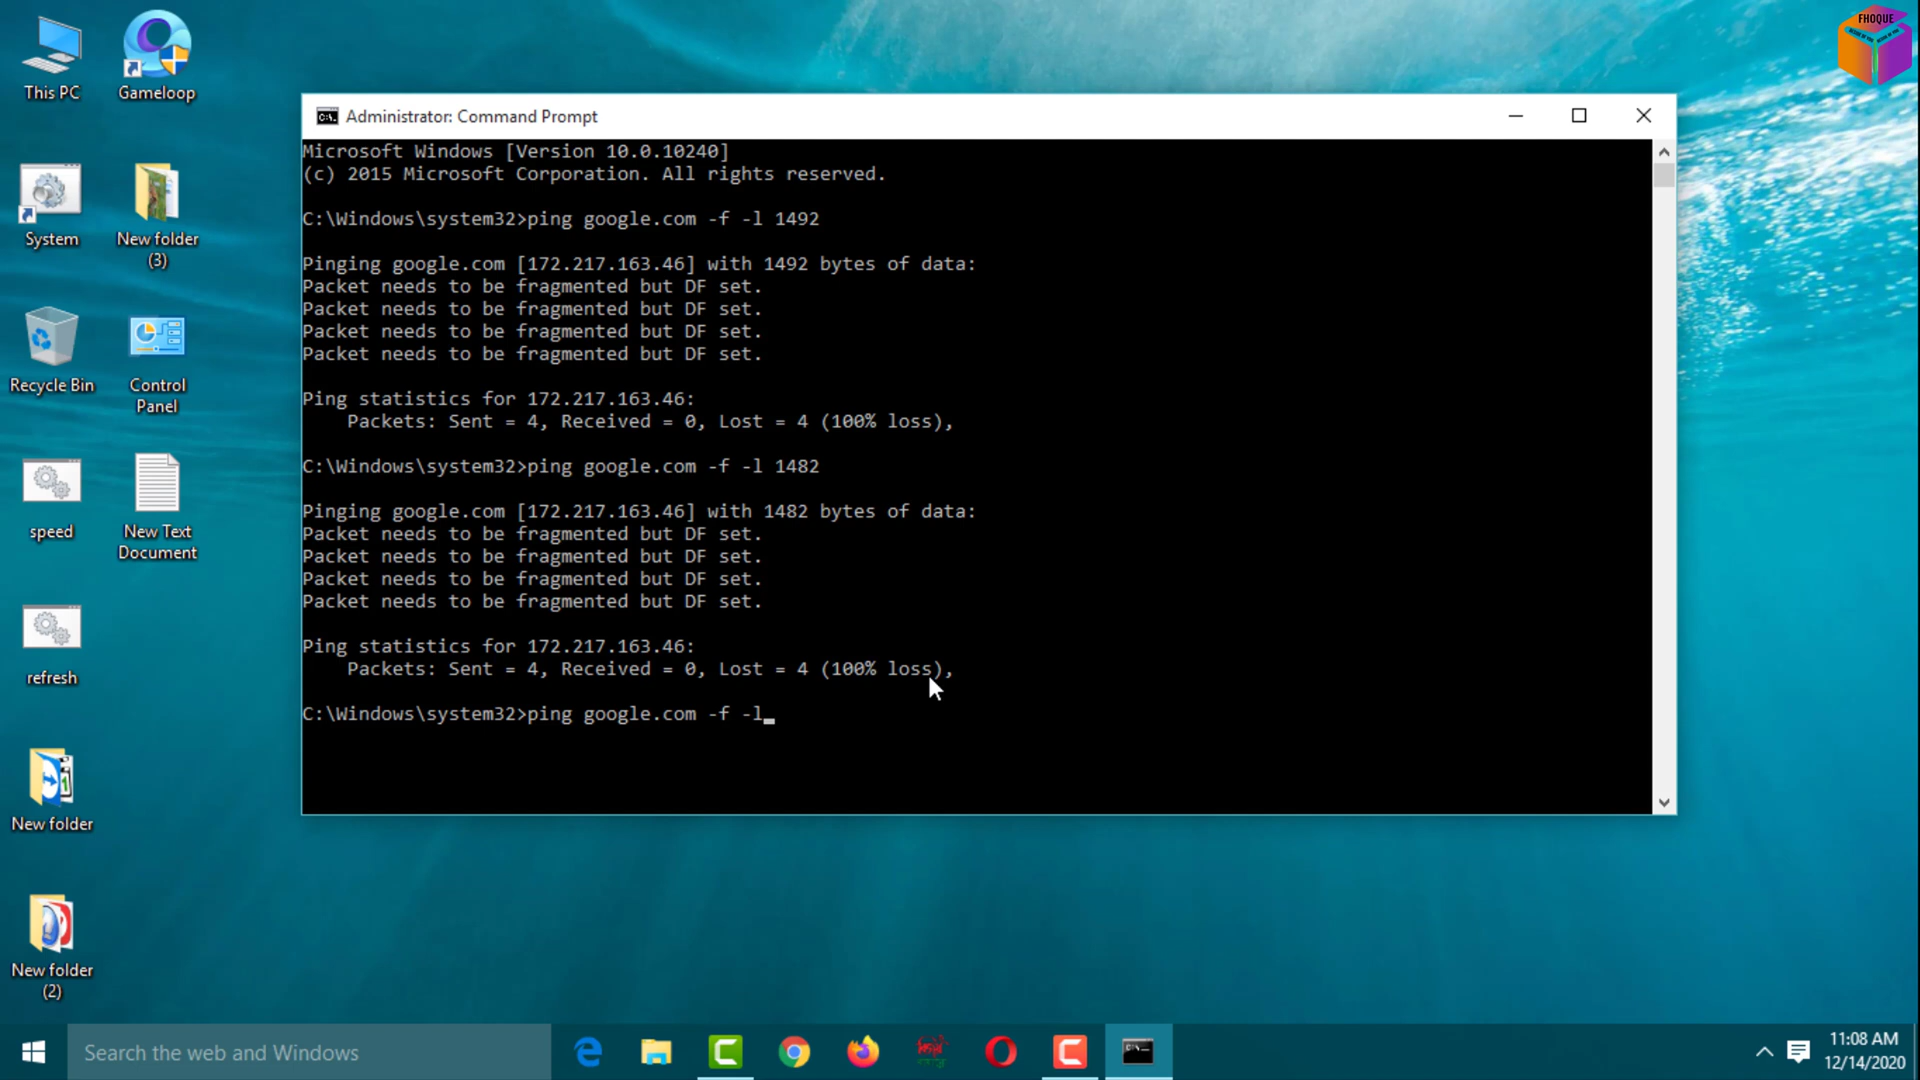 This PC
Gameloop
System
New folder
(3)
Recycle Bin
Control
Panel
speed
New Text
Document
refresh
New folder
New folder
(2)
FHOQUE
Administrator: Command Prompt
Microsoft Windows [Version 10.0.10240]
(c) 2015 Microsoft Corporation. All rights reserved.
C:\Windows\system32>ping google.com -f -l 1492
Pinging google.com [172.217.163.46] with 1492 bytes of data:
Packet needs to be fragmented but DF set.
Packet needs to be fragmented but DF set.
Packet needs to be fragmented but DF set.
Packet needs to be fragmented but DF set.
Ping statistics for 172.217.163.46:
Packets: Sent = 4, Received = 0, Lost = 4 (100% loss),
C:\Windows\system32>ping google.com -f -l 1482
Pinging google.com [172.217.163.46] with 1482 bytes of data:
Packet needs to be fragmented but DF set.
Packet needs to be fragmented but DF set.
Packet needs to be fragmented but DF set.
Packet needs to be fragmented but DF set.
Ping statistics for 172.217.163.46:
Packets: Sent = 4, Received = 0, Lost = 4 (100% loss),
C:\Windows\system32>ping google.com -f -l_
Search the web and Windows
11:08 AM
12/14/2020